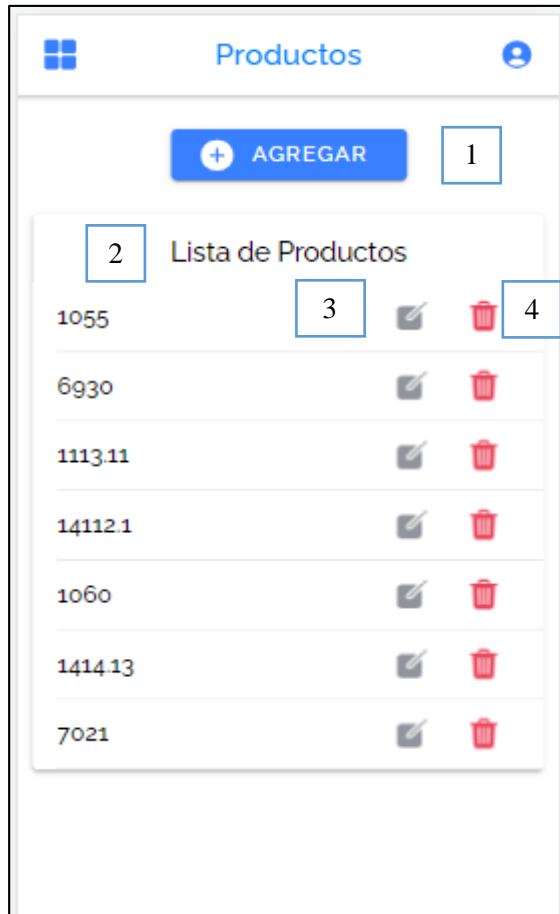 Productos
AGREGAR 1
2 Lista de Productos
1055 3 4
6930
1113.11
14112.1
1060
1414.13
7021